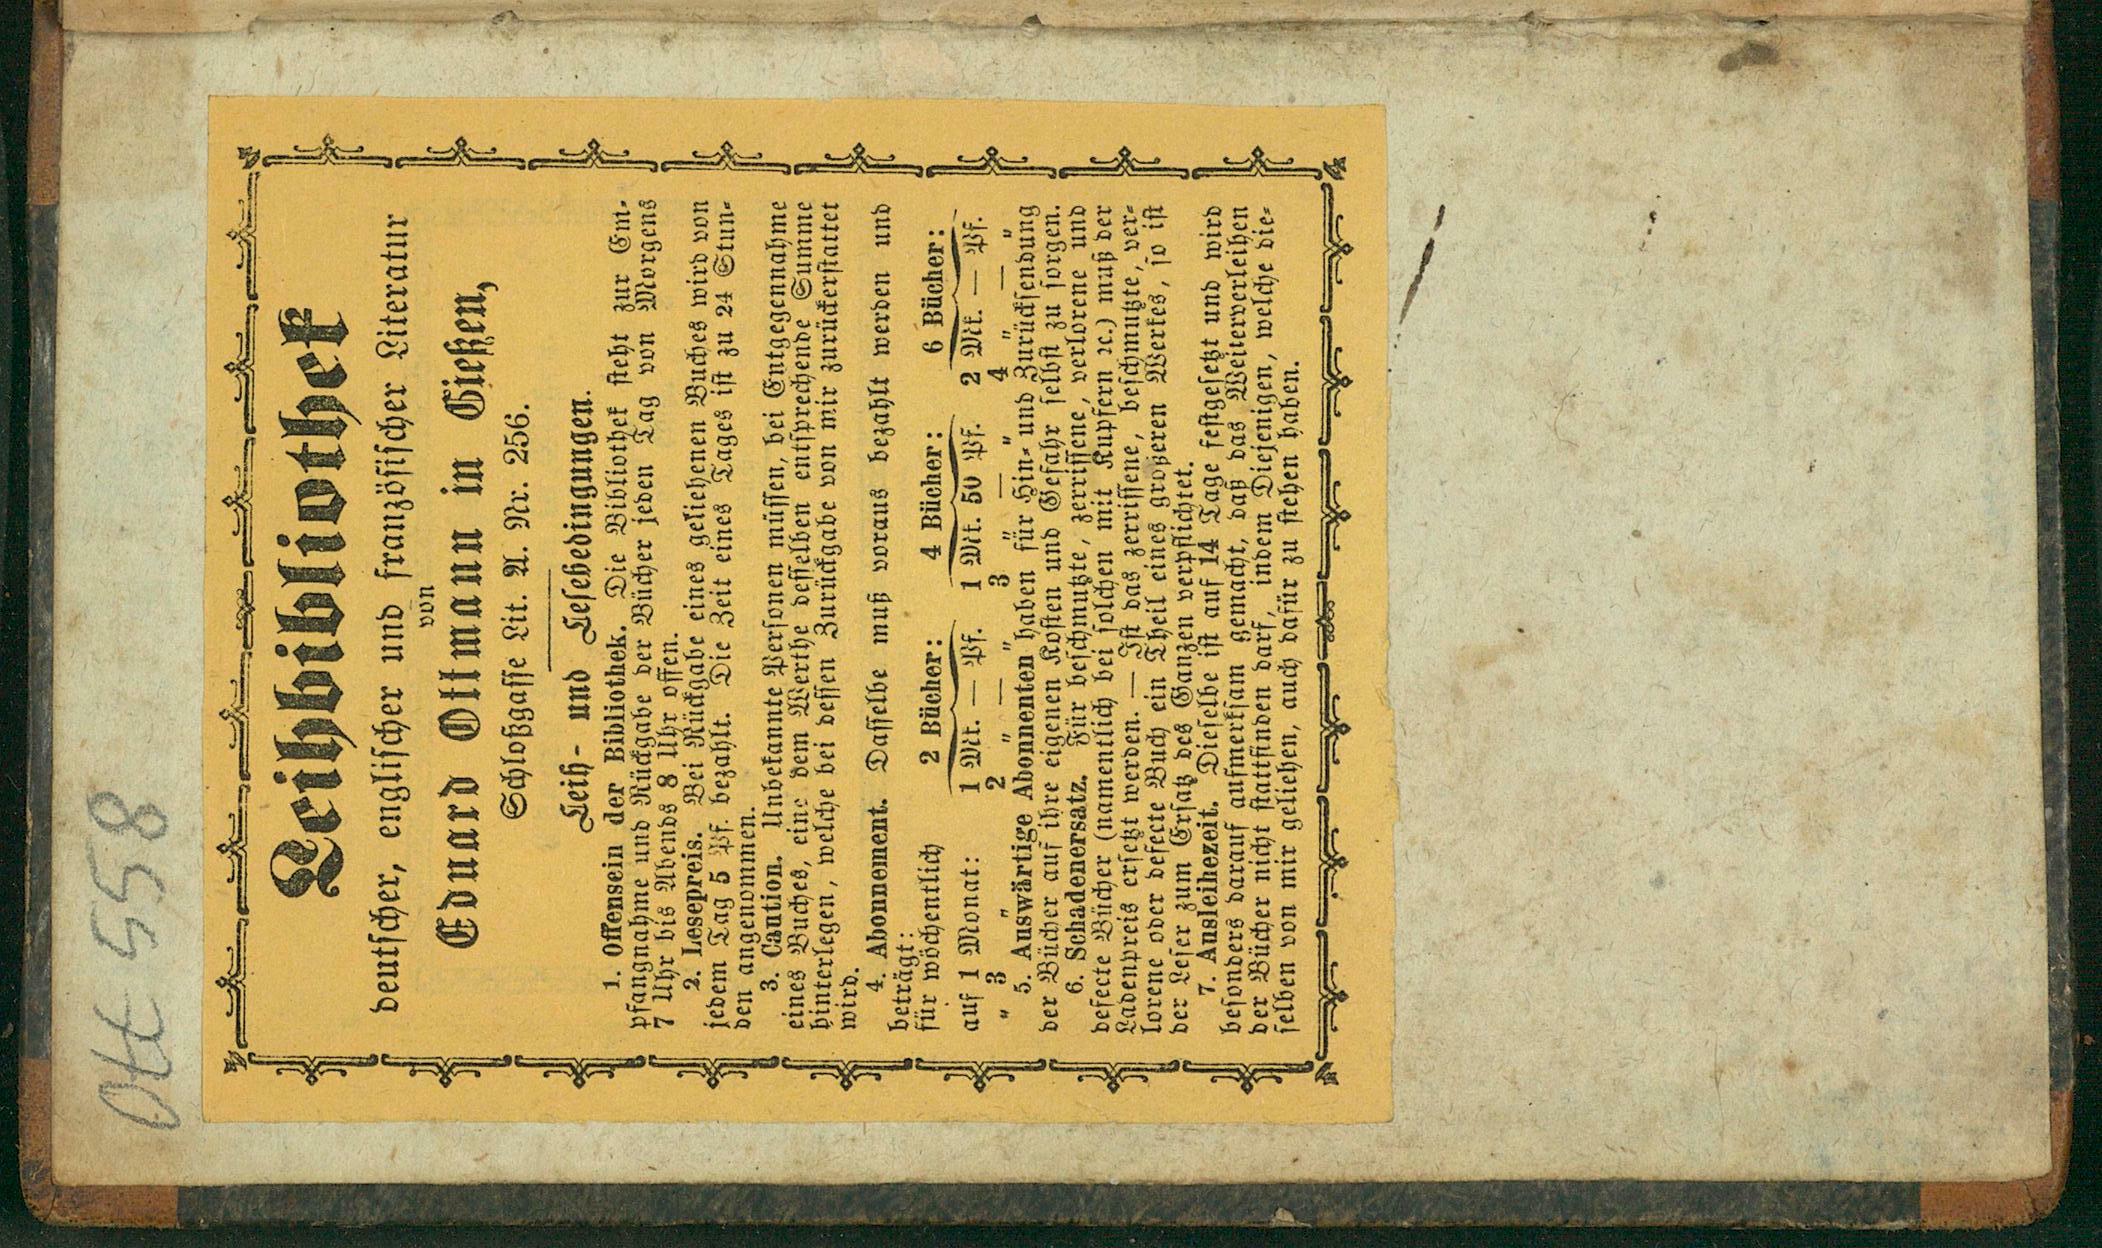 Ott 558
Leihbibliothek
deutscher, englischer und französischer Literatur
von
Eduard Ottmann in Gießen,
Schloßgasse Lit. A. Nr. 256.
Leih- und Lesebedingungen.
1. Offensein der Bibliothek. Die Bibliothek steht zur Em-
pfangnahme und Rückgabe der Bücher jeden Tag von Morgens
7 Uhr bis Abends 8 Uhr offen.
2. Lesepreis. Bei Rückgabe eines geliehenen Buches wird von
jedem Tag 5 Pf. bezahlt. Die Zeit eines Tages ist zu 24 Stun-
den angenommen.
3. Caution. Unbekannte Personen müssen, bei Entgegennahme
eines Buches, eine dem Werthe desselben entsprechende Summe
hinterlegen, welche bei dessen Zurückgabe von mir zurückerstattet
wird.
4. Abonnement. Dasselbe muß voraus bezahlt werden und
beträgt:
für wöchentlich 2 Bücher: 4 Bücher: 6 Bücher:
auf 1 Monat: 1 Mk. — Pf. 1 Mk. 50 Pf. 2 Mk. — Pf.
" 3 " 2 " — " 3 " — " 4 " — "
5. Auswärtige Abonnenten haben für Hin- und Zurücksendung
der Bücher auf ihre eigenen Kosten und Gefahr selbst zu sorgen.
6. Schadenersatz. Für beschmutzte, zerrissene, verlorene und
defecte Bücher (namentlich bei solchen mit Kupfern ꝛc.) muß der
Ladenpreis ersetzt werden. — Ist das zerrissene, beschmutzte, ver-
lorene oder defecte Buch ein Theil eines größeren Werkes, so ist
der Leser zum Ersatz des Ganzen verpflichtet.
7. Ausleihezeit. Dieselbe ist auf 14 Tage festgesetzt und wird
besonders darauf aufmerksam gemacht, daß das Weiterverleihen
der Bücher nicht stattfinden darf, indem Diejenigen, welche die-
selben von mir geliehen, auch dafür zu stehen haben.